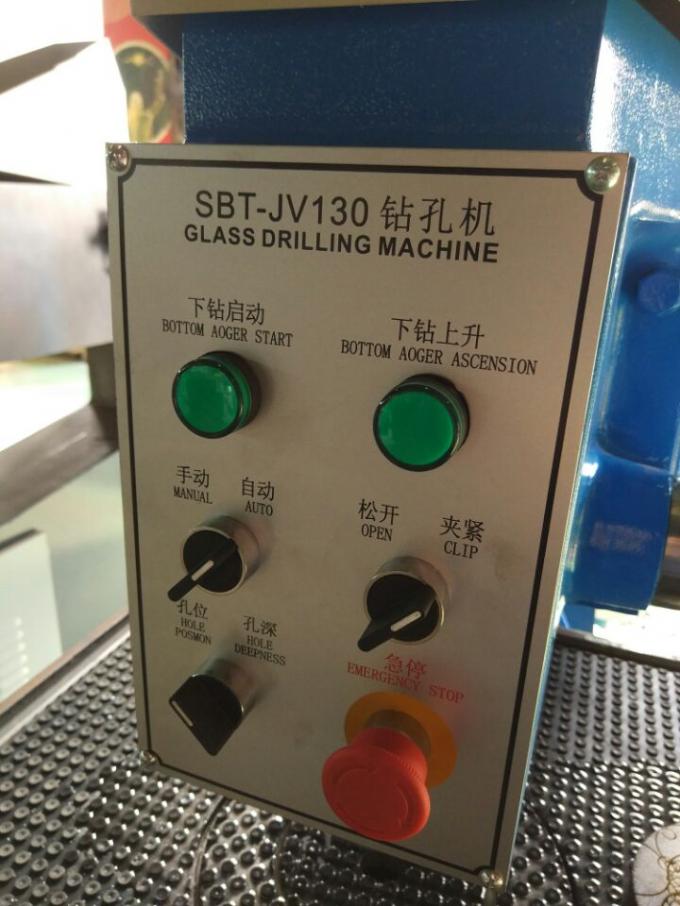 SBT-JV130 钻孔机
GLASS DRILLING MACHINE
下钻启动
BOTTOM AOGER START
下钻上升
BOTTOM AOGER ASCENSION
手动
MANUAL
自动
AUTO
松开
OPEN
夹紧
CLIP
孔位
HOLE
POSMON
孔深
HOLE
DEEPNESS
急停
EMERGENCY STOP